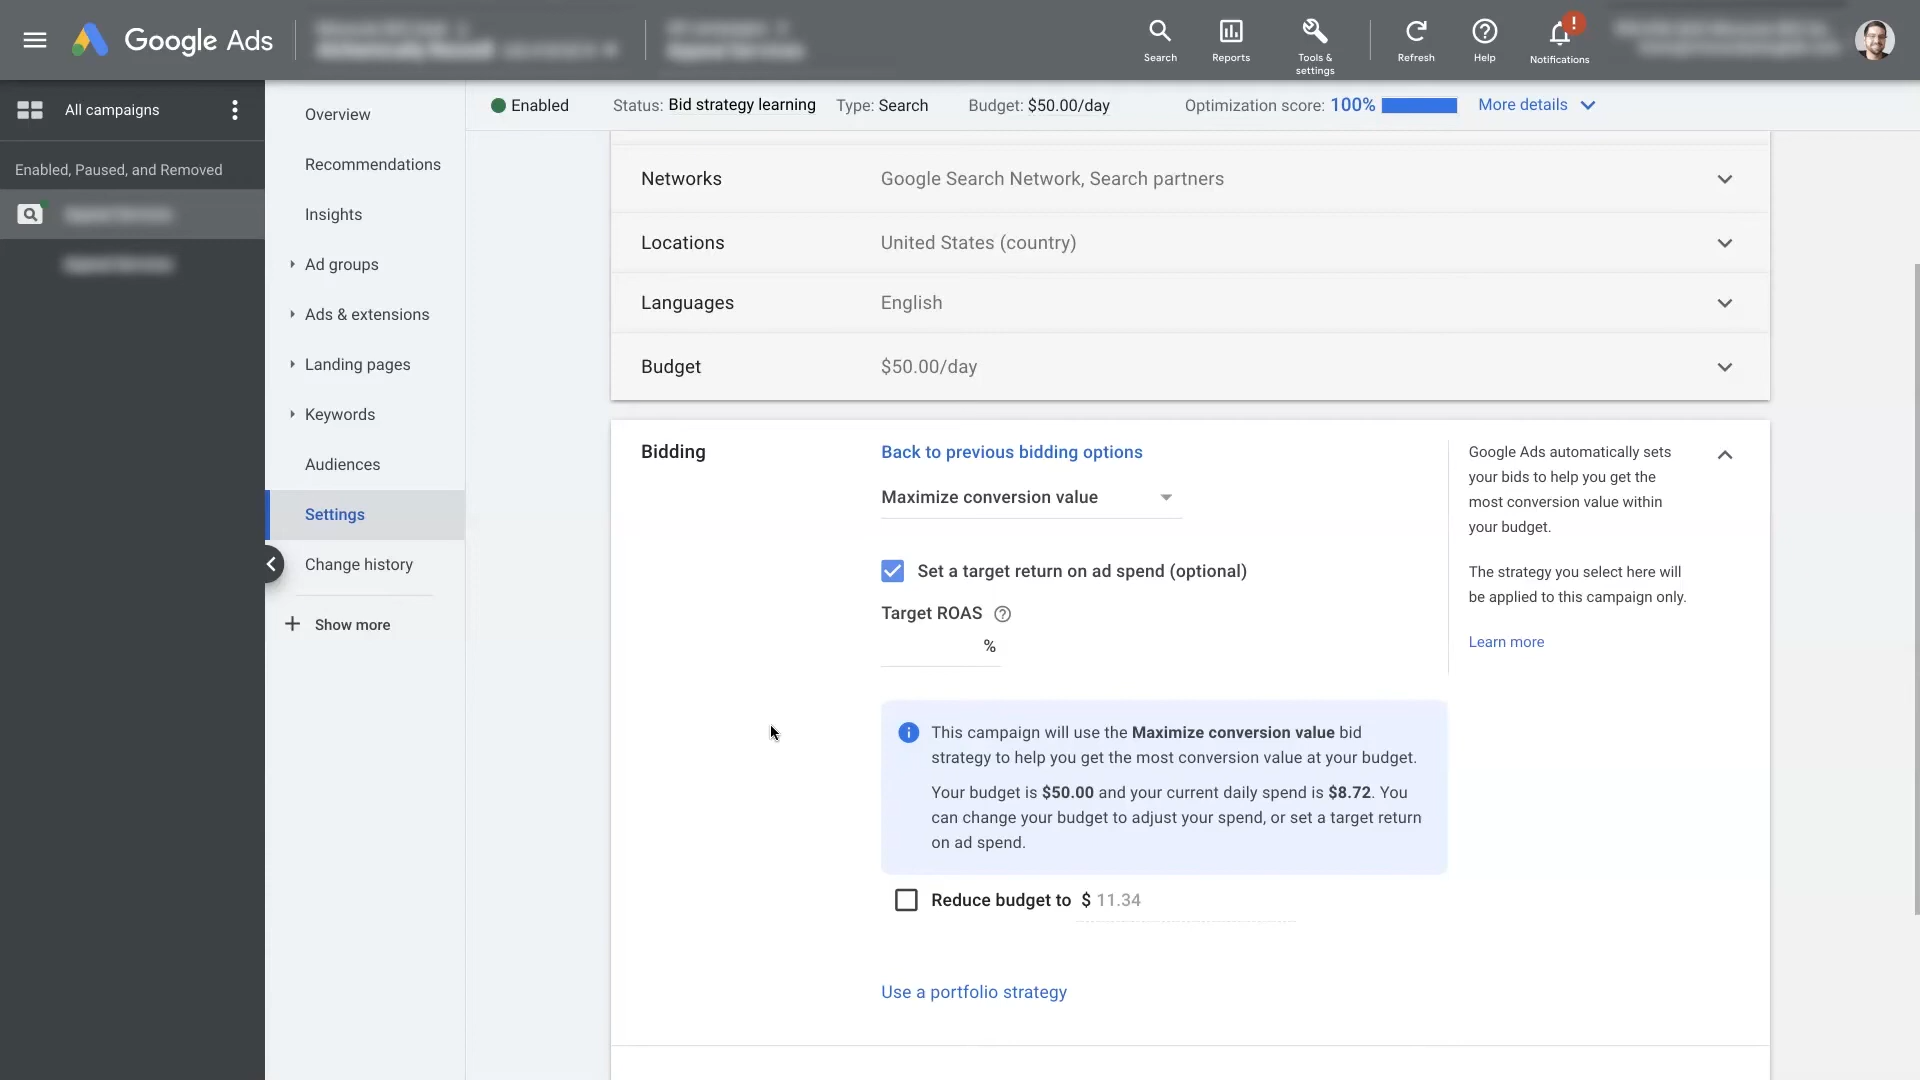 Google Ads
Search
Reports
Tools &
settings
Refresh
Help
!
Notifications
All campaigns
Enabled, Paused, and Removed
Overview
Recommendations
Insights
Ad groups
Ads & extensions
Landing pages
Keywords
Audiences
Settings
Change history
Show more
Enabled Status: Bid strategy learning Type: Search Budget: $50.00/day Optimization score: 100% More details
Networks Google Search Network, Search partners
Locations United States (country)
Languages English
Budget $50.00/day
Bidding
Back to previous bidding options
Maximize conversion value
Set a target return on ad spend (optional)
Target ROAS
%
This campaign will use the Maximize conversion value bid
strategy to help you get the most conversion value at your budget.
Your budget is $50.00 and your current daily spend is $8.72. You
can change your budget to adjust your spend, or set a target return
on ad spend.
Reduce budget to $ 11.34
Use a portfolio strategy
Google Ads automatically sets
your bids to help you get the
most conversion value within
your budget.
The strategy you select here will
be applied to this campaign only.
Learn more